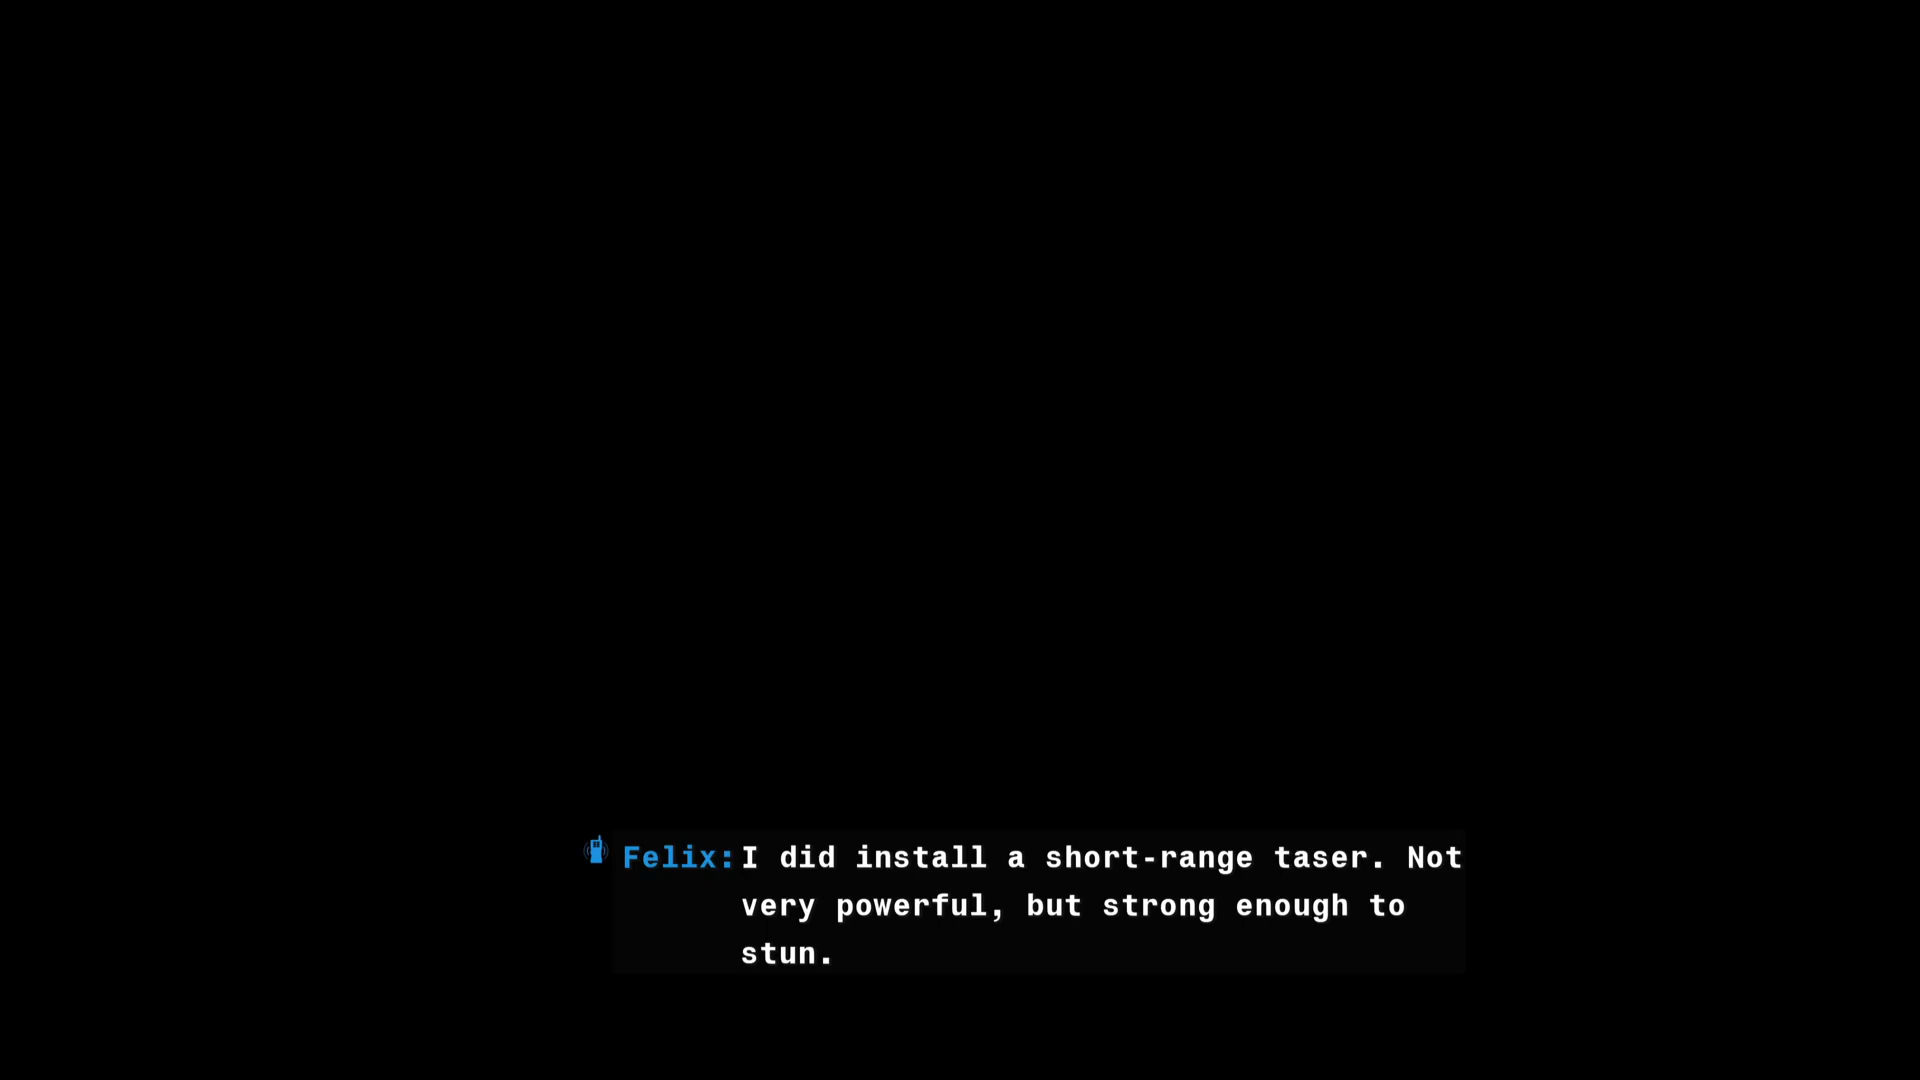 Felix: I did install a short-range taser. Not
very powerful, but strong enough to
stun.